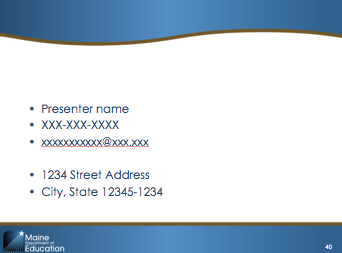 • Presenter name
• XXX-XXX-XXXX
• xxxxxxxxxxx@xxx.xxx
• 1234 Street Address
• City, State 12345-1234
Maine
Department of
Education
40